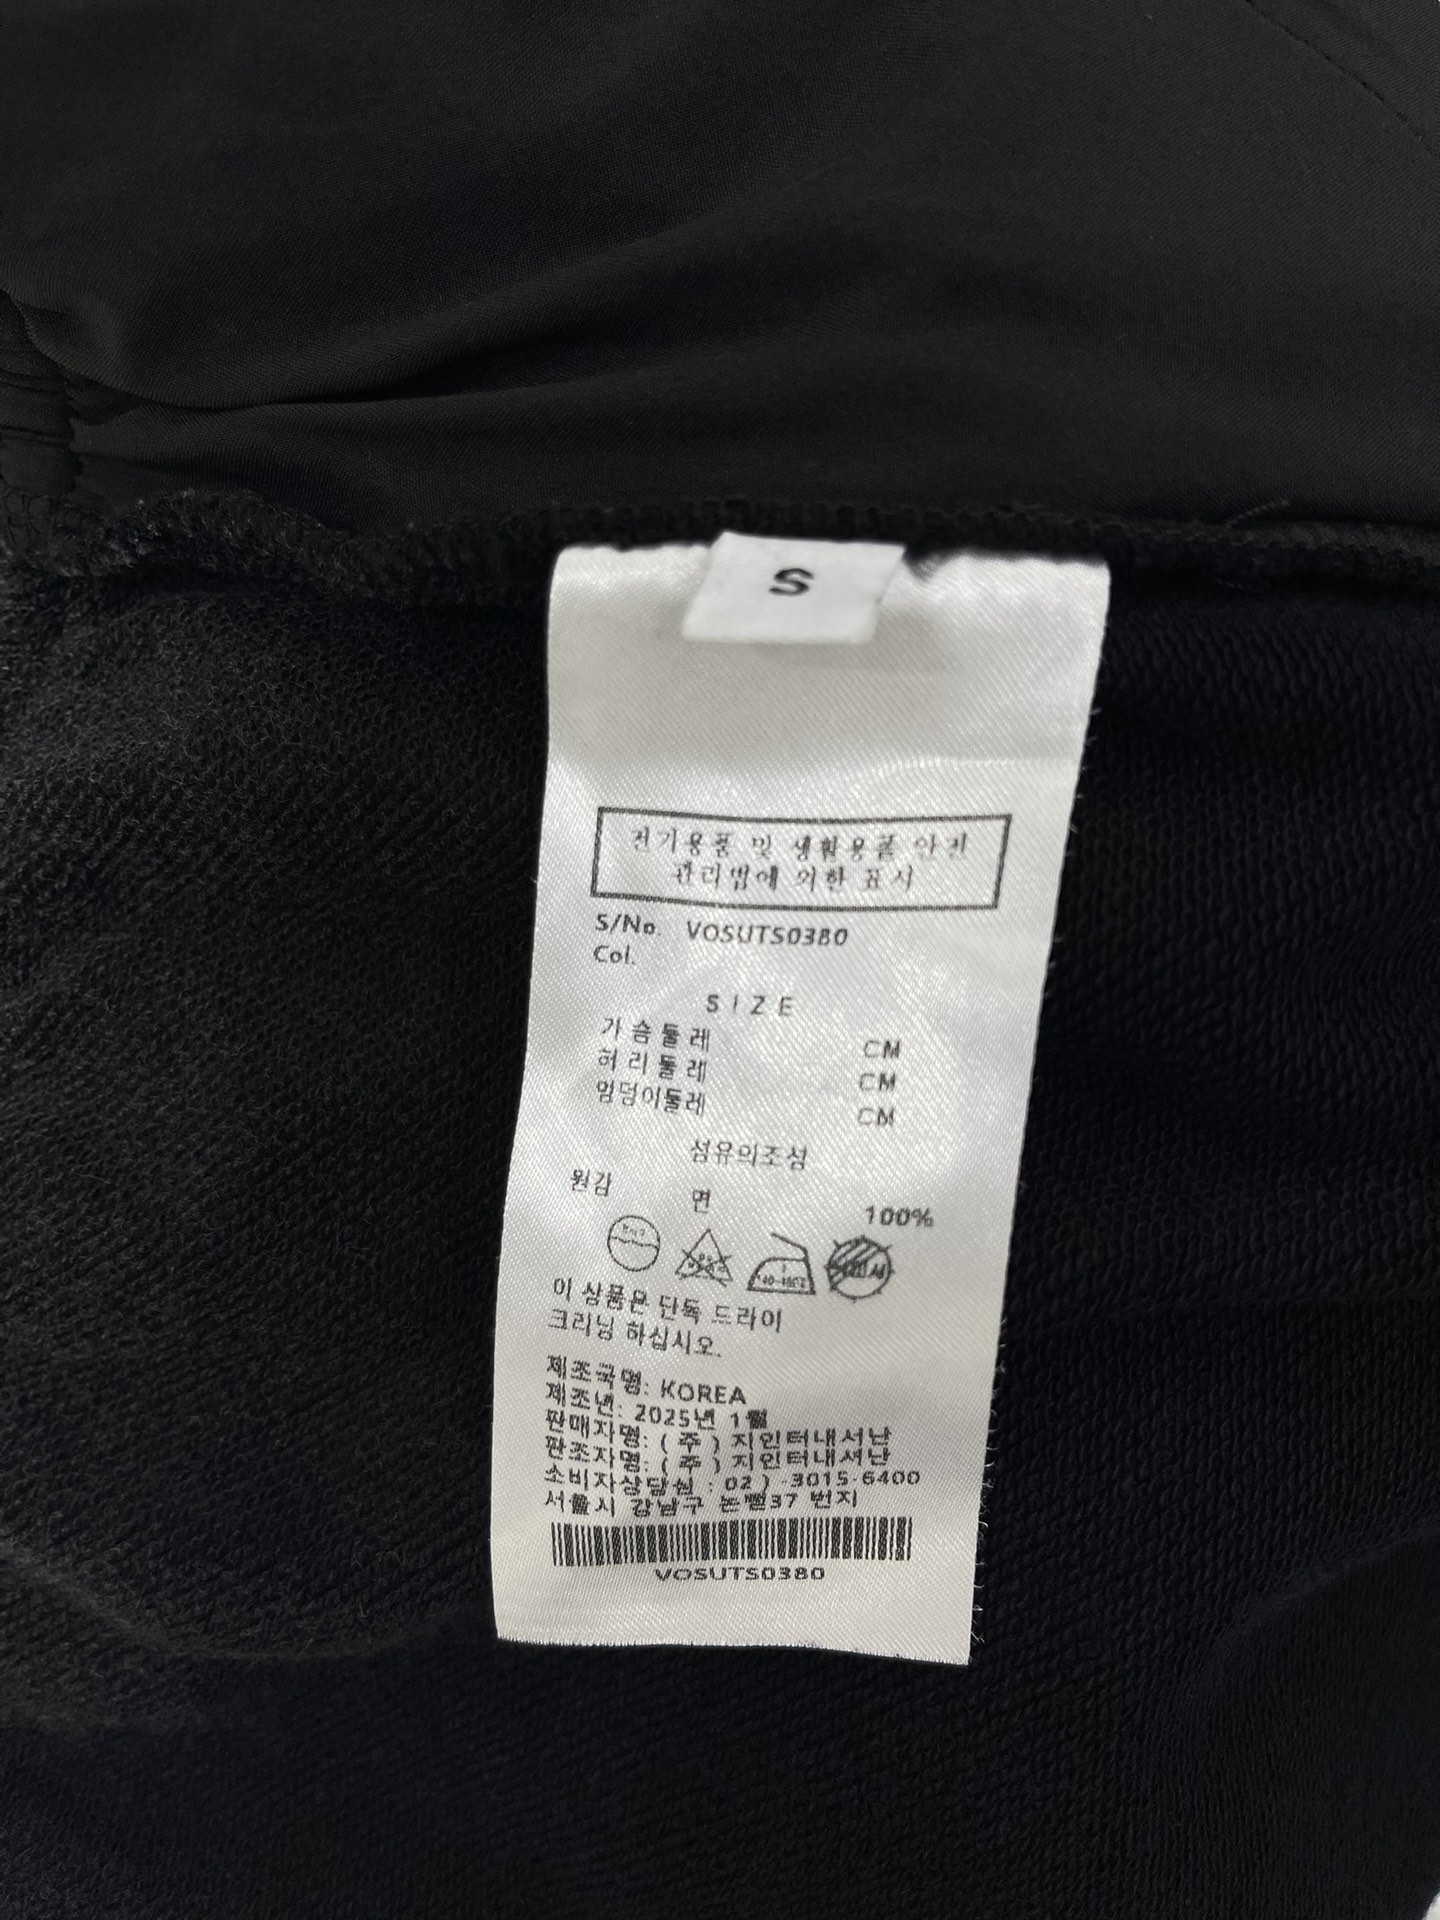 S
전기용품 및 생활용품 안전
관리법에 의한 표시
S/No. VOSUTS0380
Col.
SIZE
가슴둘레 CM
허리둘레 CM
엄덩이둘레 CM
섬유의조성
원감 면 100%
이 상품은 단독 드라이
크리닝 하십시오.
제조국명: KOREA
제조년: 2025년 1월
판매자명: (주) 지인터내서난
판조자명: (주) 지인터내서난
소비자상담실 : 02) -3015-6400
서울시 강남구 논뺄37 번지
VOSUTS0380